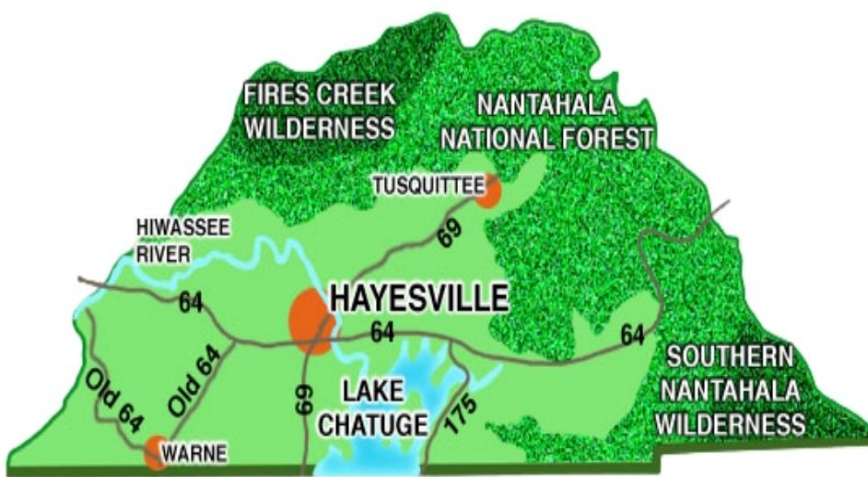 FIRES CREEK
WILDERNESS
NANTAHALA
NATIONAL FOREST
TUSQUITTEE
HIWASSEE
RIVER
69
HAYESVILLE
64
64
64
Old 64
Old 64
69
LAKE
CHATUGE
175
SOUTHERN
NANTAHALA
WILDERNESS
WARNE